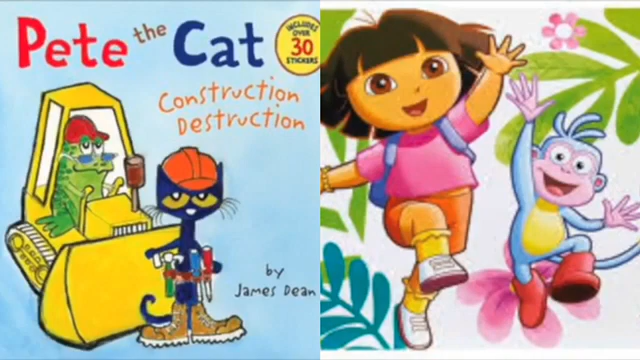 Pete the Cat
INCLUDES
OVER
30
STICKERS
Construction
Destruction
by
James Dean